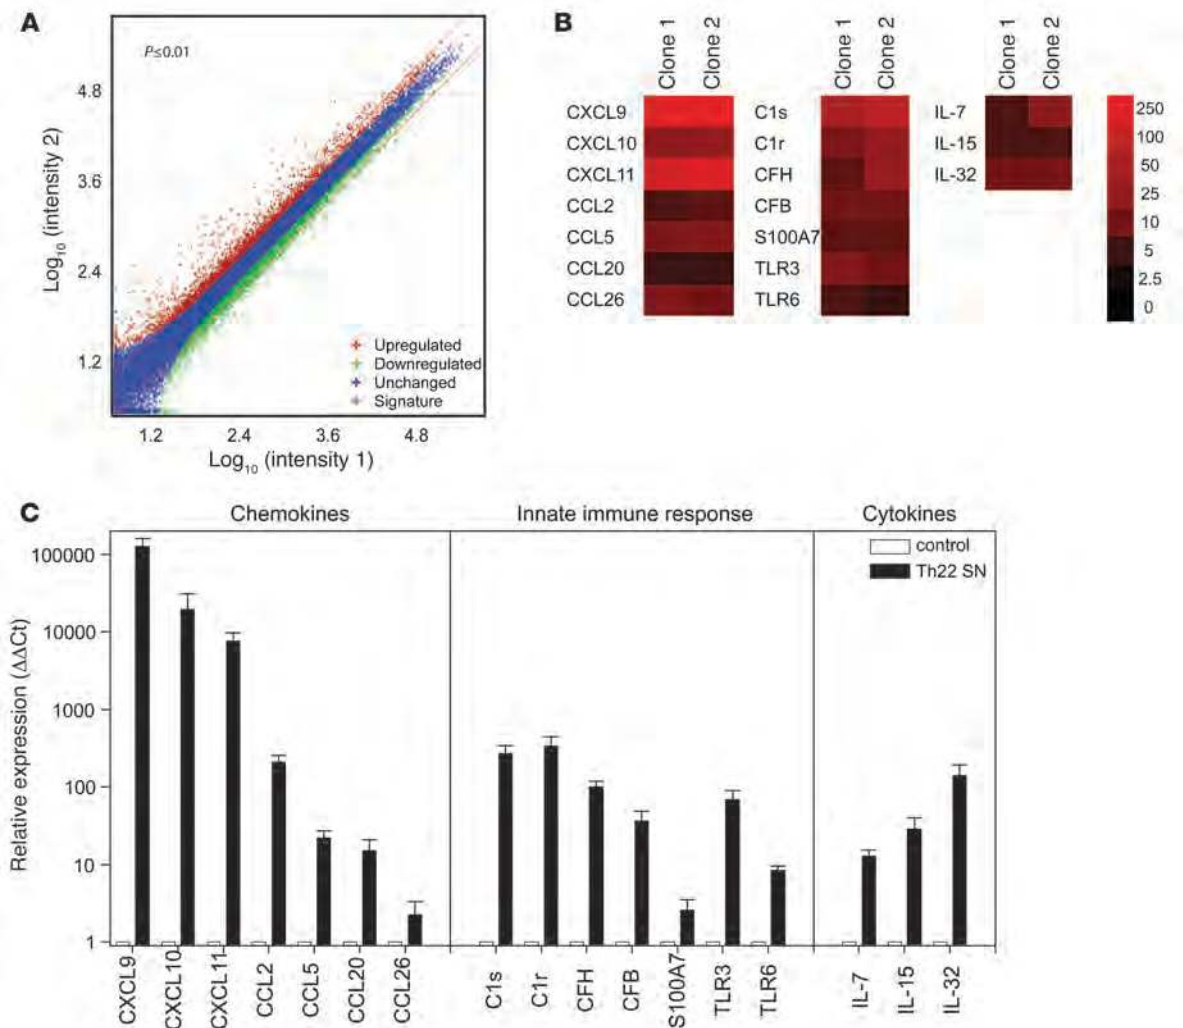 A
P≤0.01
4.8
3.6
2.4
1.2
Log10 (intensity 2)
Upregulated
Downregulated
Unchanged
Signature
1.2 2.4 3.6 4.8
Log10 (intensity 1)
B
Clone 1 Clone 2
CXCL9
CXCL10
CXCL11
CCL2
CCL5
CCL20
CCL26
Clone 1 Clone 2
C1s
C1r
CFH
CFB
S100A7
TLR3
TLR6
Clone 1 Clone 2
IL-7
IL-15
IL-32
250
100
50
25
10
5
2.5
0
C
Chemokines Innate immune response Cytokines
control
Th22 SN
Relative expression (ΔΔCt)
100000
10000
1000
100
10
1
CXCL9 CXCL10 CXCL11 CCL2 CCL5 CCL20 CCL26 C1s C1r CFH CFB S100A7 TLR3 TLR6 IL-7 IL-15 IL-32